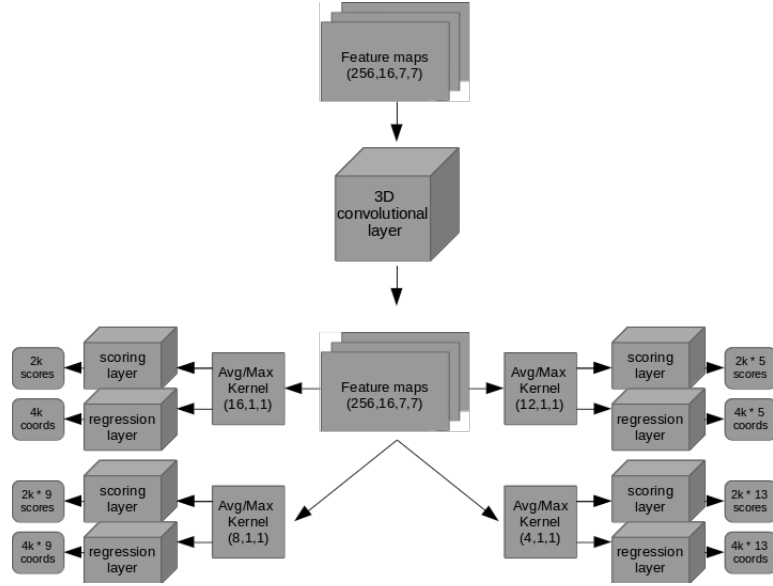 Feature maps
(256,16,7,7)
3D
convolutional
layer
2k
scores
scoring
layer
4k
coords
regression
layer
Avg/Max
Kernel
(16,1,1)
Feature maps
(256,16,7,7)
Avg/Max
Kernel
(12,1,1)
scoring
layer
2k * 5
scores
regression
layer
4k * 5
coords
2k * 9
scores
scoring
layer
4k * 9
coords
regression
layer
Avg/Max
Kernel
(8,1,1)
Avg/Max
Kernel
(4,1,1)
scoring
layer
2k * 13
scores
regression
layer
4k * 13
coords